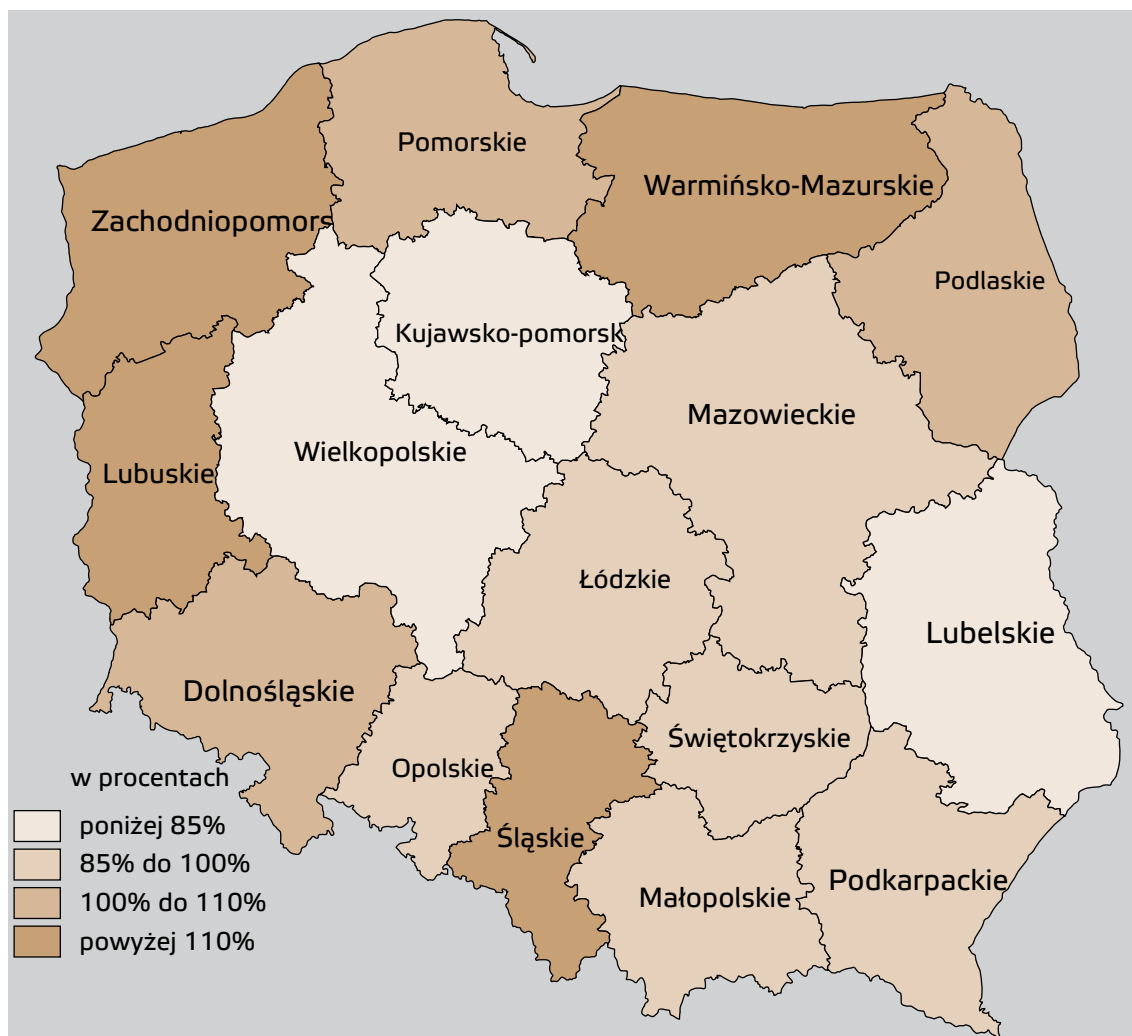 Pomorskie
Warmińsko-Mazurskie
Zachodniopomors
Podlaskie
Kujawsko-pomorsk
Mazowieckie
Wielkopolskie
Lubuskie
Łódzkie
Lubelskie
Dolnośląskie
Świętokrzyskie
Opolskie
Śląskie
Podkarpackie
Małopolskie
w procentach
poniżej 85%
85% do 100%
100% do 110%
powyżej 110%